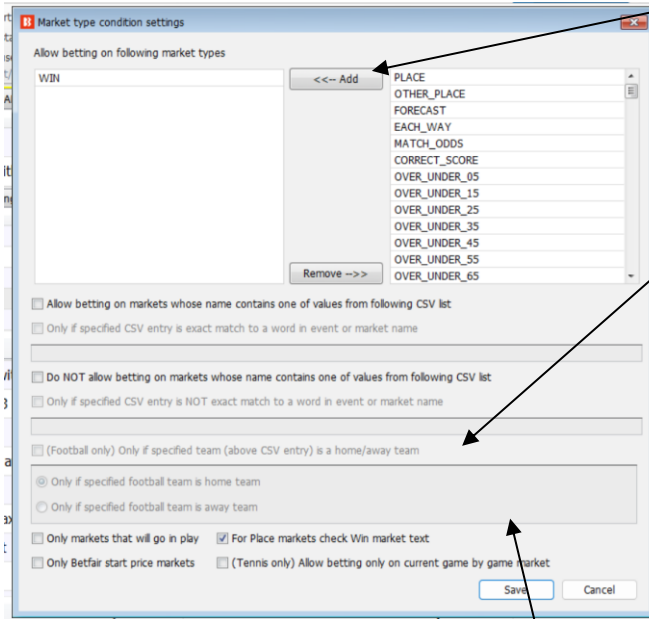 Market type condition settings
Allow betting on following market types
WIN
<<-- Add
PLACE
OTHER_PLACE
FORECAST
EACH_WAY
MATCH_ODDS
CORRECT_SCORE
OVER_UNDER_05
OVER_UNDER_15
OVER_UNDER_25
OVER_UNDER_35
OVER_UNDER_45
OVER_UNDER_55
Remove -->>
OVER_UNDER_65
Allow betting on markets whose name contains one of values from following CSV list
Only if specified CSV entry is exact match to a word in event or market name
Do NOT allow betting on markets whose name contains one of values from following CSV list
Only if specified CSV entry is NOT exact match to a word in event or market name
(Football only) Only if specified team (above CSV entry) is a home/away team
Only if specified football team is home team
Only if specified football team is away team
Only markets that will go in play For Place markets check Win market text
Only Betfair start price markets (Tennis only) Allow betting only on current game by game market
Save Cancel